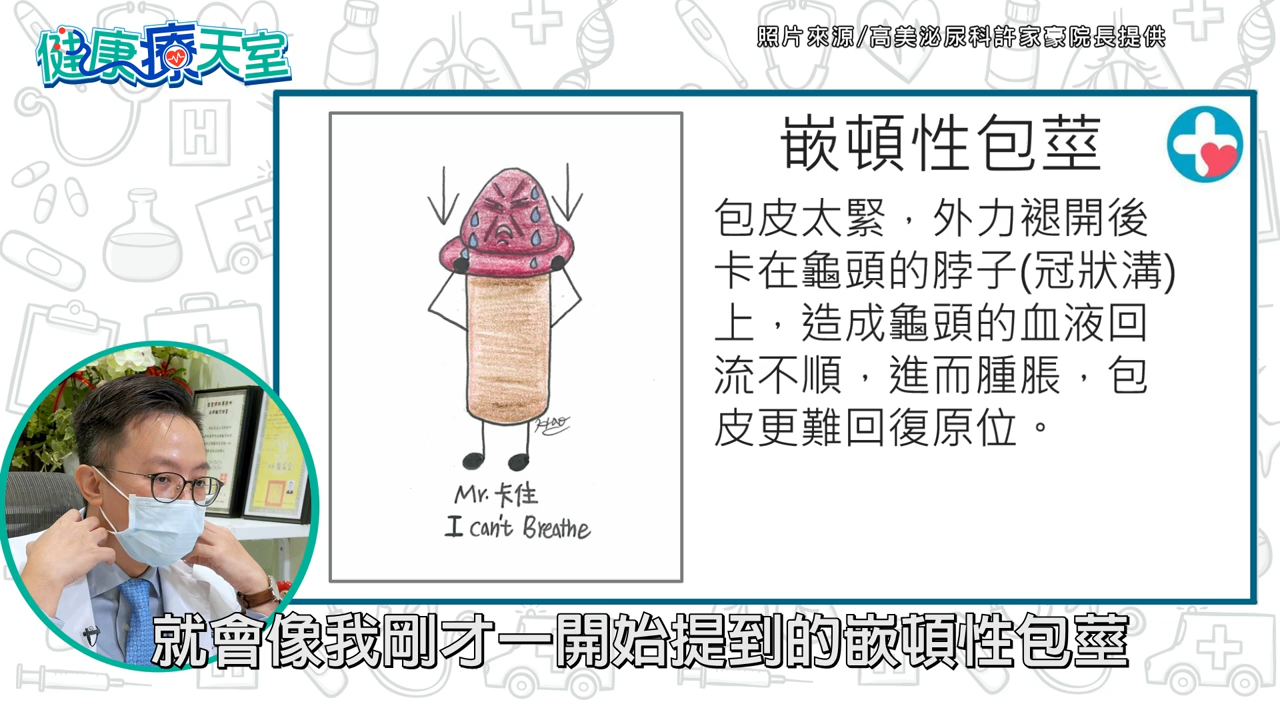 健康療天室
照片來源/高美泌尿科許家豪院長提供
嵌頓性包莖
包皮太緊，外力褪開後
卡在龜頭的脖子(冠狀溝)
上，造成龜頭的血液回
流不順，進而腫脹，包
皮更難回復原位。
H
Mr. 卡住
I can't Breathe
就會像我剛才一開始提到的嵌頓性包莖